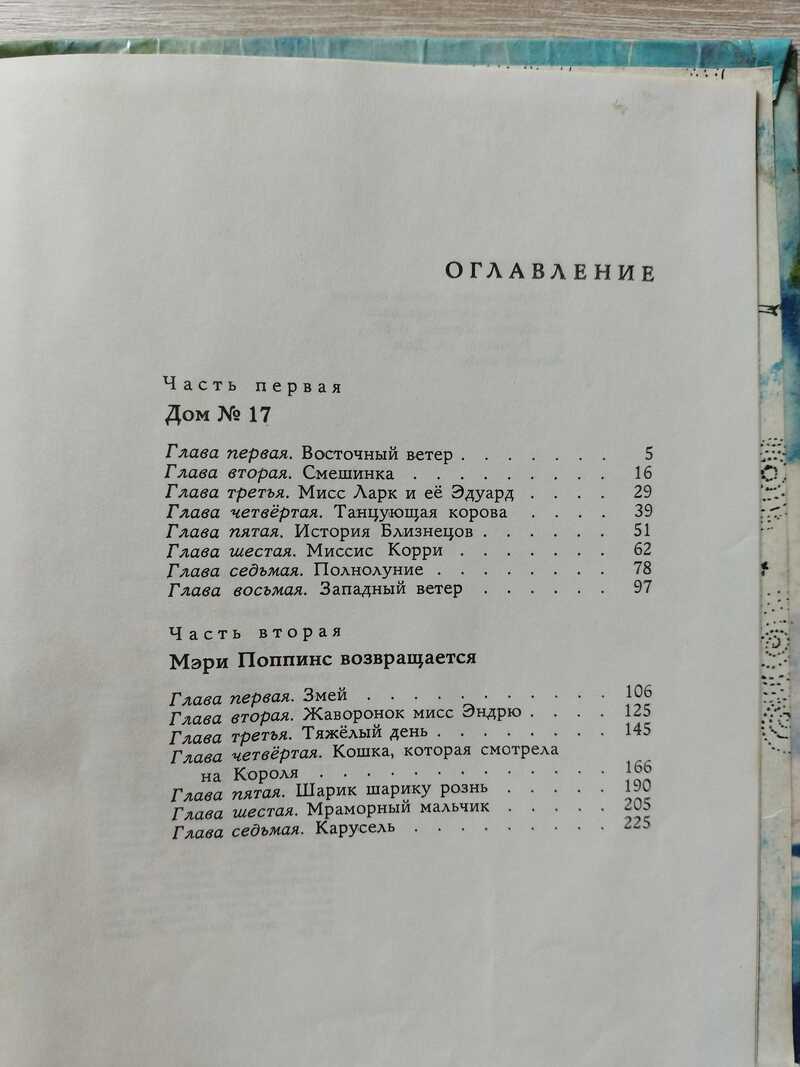 ОГЛАВЛЕНИЕ
Часть первая
Дом № 17
Глава первая. Восточный ветер . . . . . . . 5
Глава вторая. Смешинка . . . . . . . . . 16
Глава третья. Мисс Ларк и её Эдуард . . . . 29
Глава четвёртая. Танцующая корова . . . . 39
Глава пятая. История Близнецов . . . . . . 51
Глава шестая. Миссис Корри . . . . . . . 62
Глава седьмая. Полнолуние . . . . . . . . 78
Глава восьмая. Западный ветер . . . . . . 97
Часть вторая
Мэри Поппинс возвращается
Глава первая. Змей . . . . . . . . . . . 106
Глава вторая. Жаворонок мисс Эндрю . . . . 125
Глава третья. Тяжёлый день . . . . . . . . 145
Глава четвёртая. Кошка, которая смотрела
на Короля . . . . . . . . . . . . . 166
Глава пятая. Шарик шарику рознь . . . . . 190
Глава шестая. Мраморный мальчик . . . . . 205
Глава седьмая. Карусель . . . . . . . . . 225